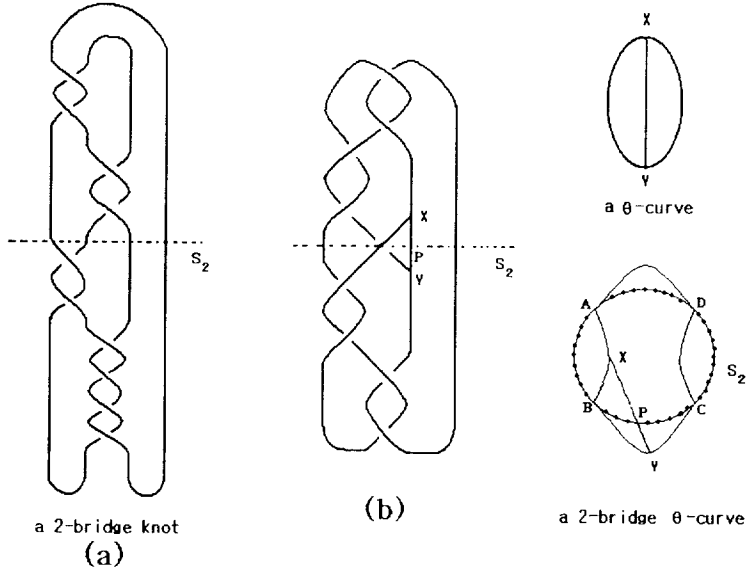 S₂
a 2-bridge knot
(a)
X
P
Y
S₂
(b)
X
Y
a θ-curve
A
D
X
S₂
B
P
C
Y
a 2-bridge θ-curve